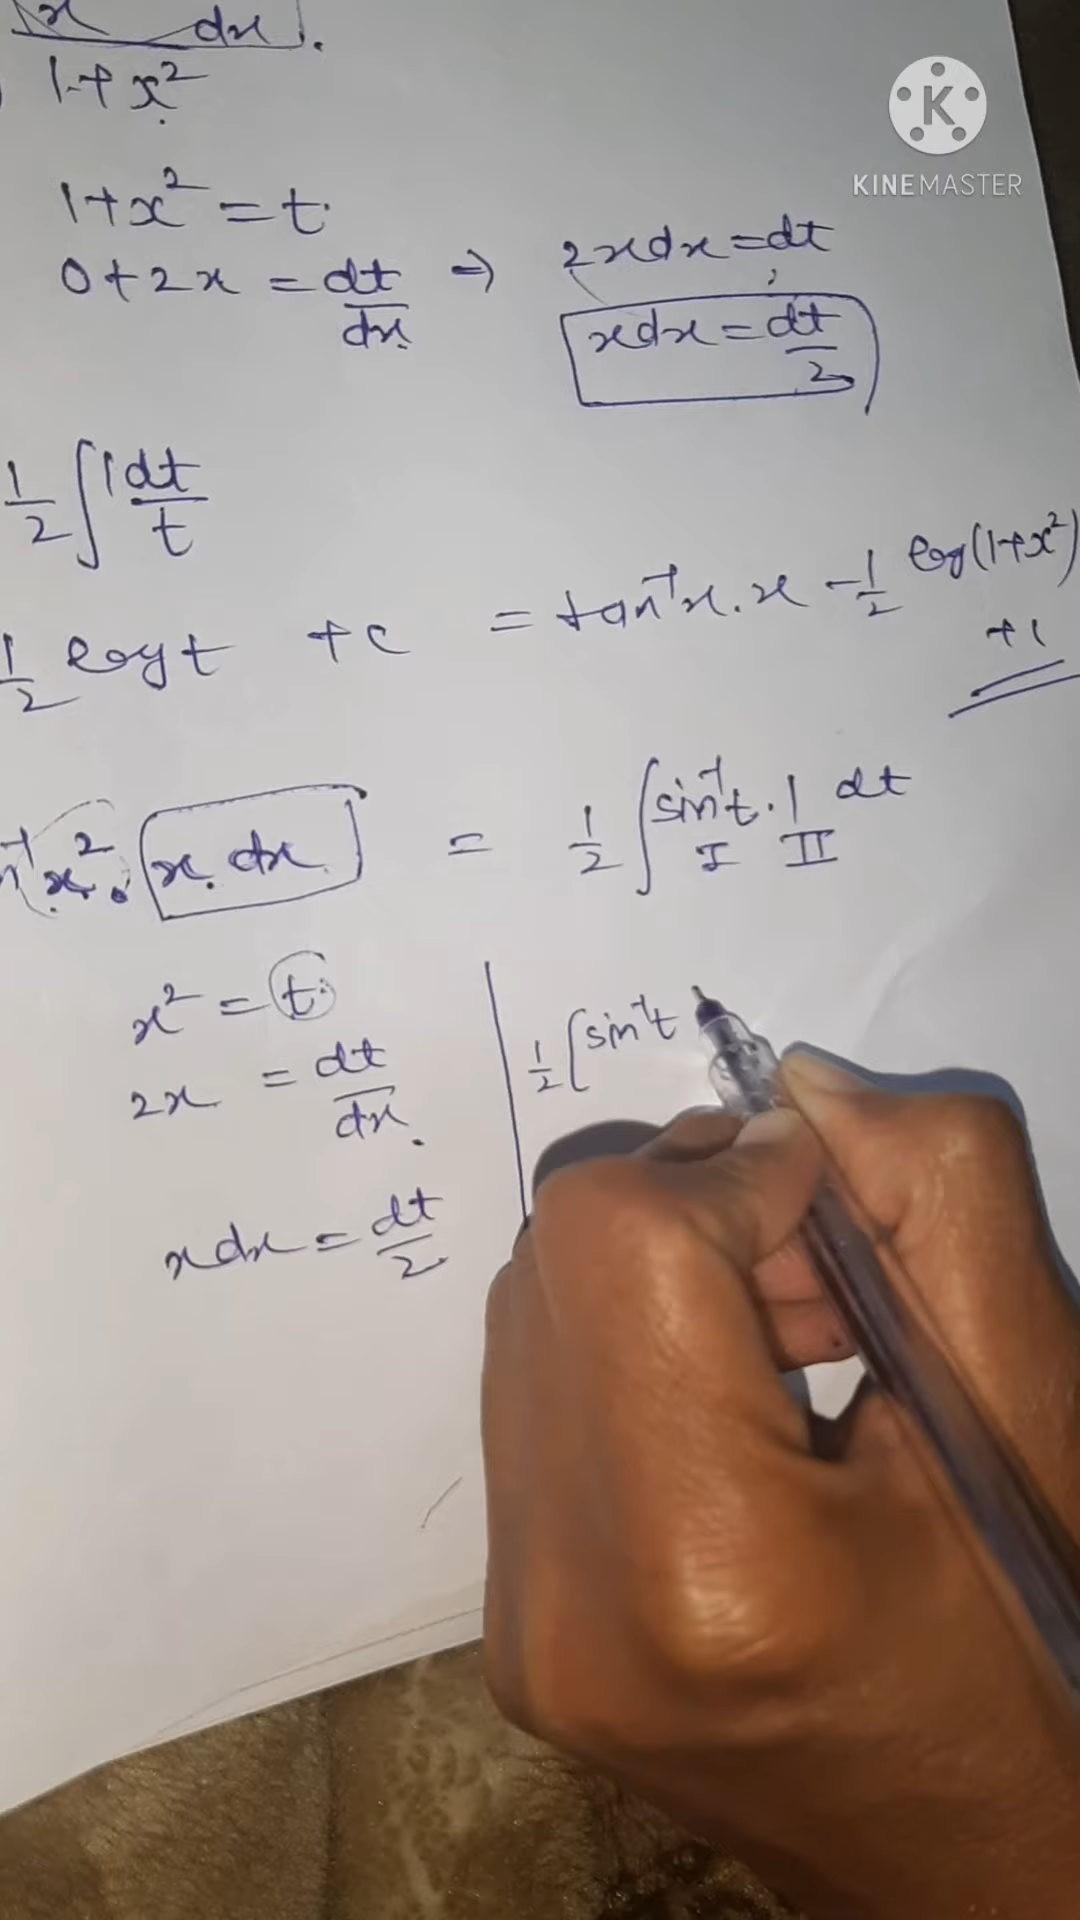 x dx
1+x²
KINEMASTER
1+x² = t
0+2x = dt/dx ⇒ 2xdx = dt
xdx = dt/2
1/2 ∫ 1 dt/t
1/2 log t + c = tan⁻¹x . x - 1/2 log(1+x²)
+c
x² . x . dx = 1/2 ∫ sin⁻¹t . 1 dt
I II
x² = t
2x = dt/dx
1/2 [ sin⁻¹t
xdx = dt/2